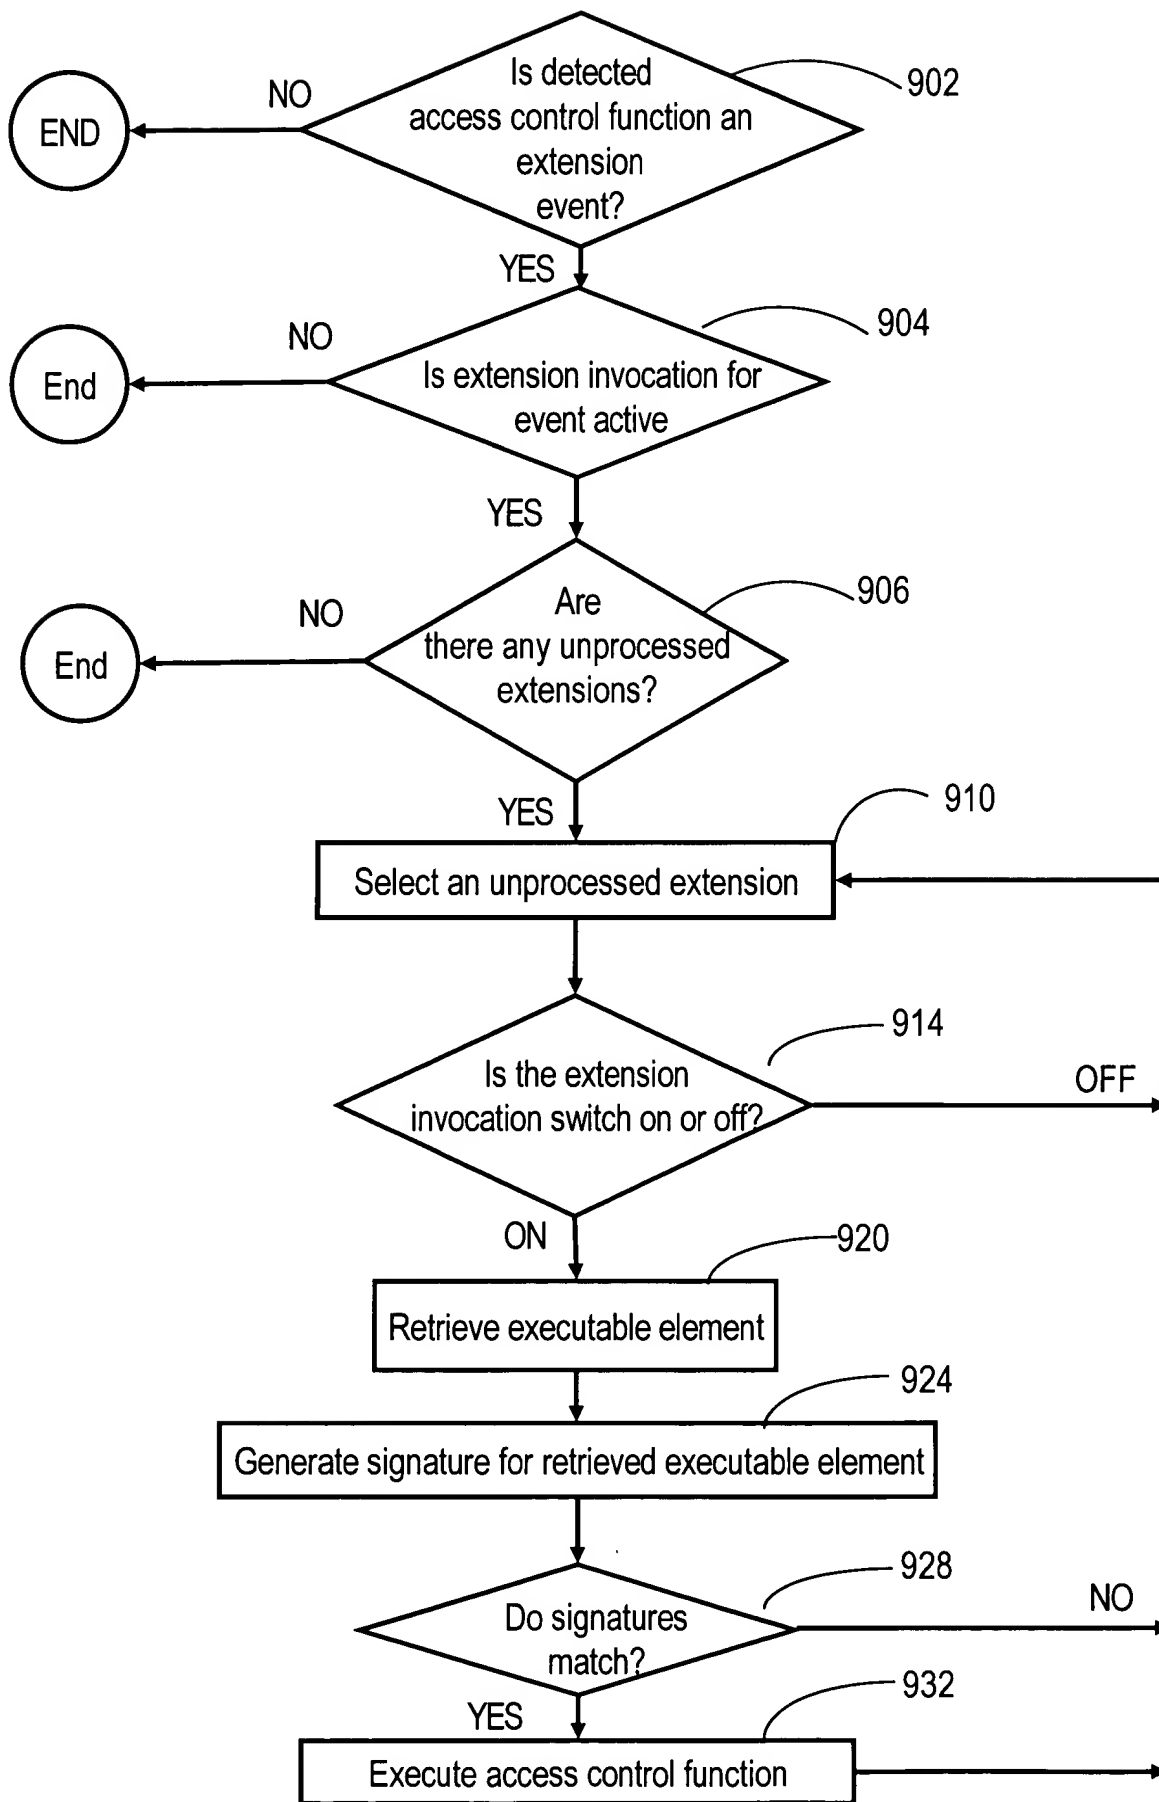 Is detected
access control function an
extension
event?
902
NO
END
YES
904
NO
End
Is extension invocation for
event active
YES
906
NO
Are
there any unprocessed
extensions?
End
YES
910
Select an unprocessed extension
914
Is the extension
invocation switch on or off?
OFF
ON
920
Retrieve executable element
924
Generate signature for retrieved executable element
928
NO
Do signatures
match?
YES
932
Execute access control function